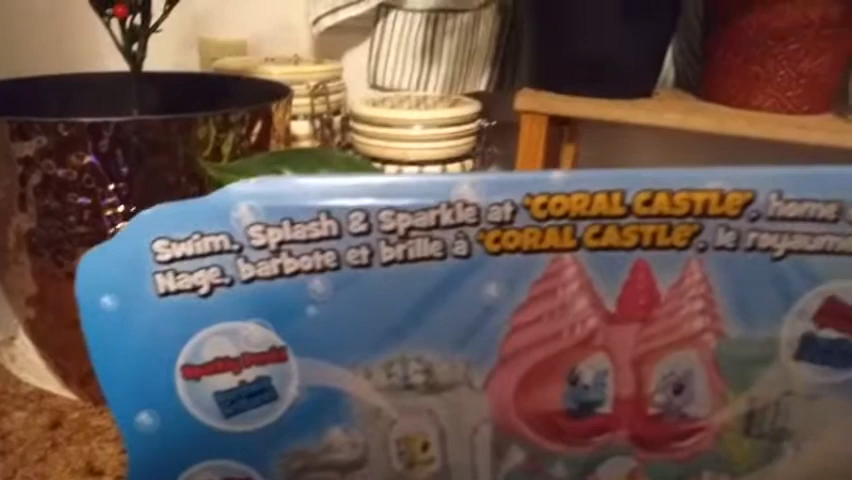 Swim, Splash & Sparkle at 'CORAL CASTLE', home
Nage, barbote et brille à 'CORAL CASTLE', le royaume